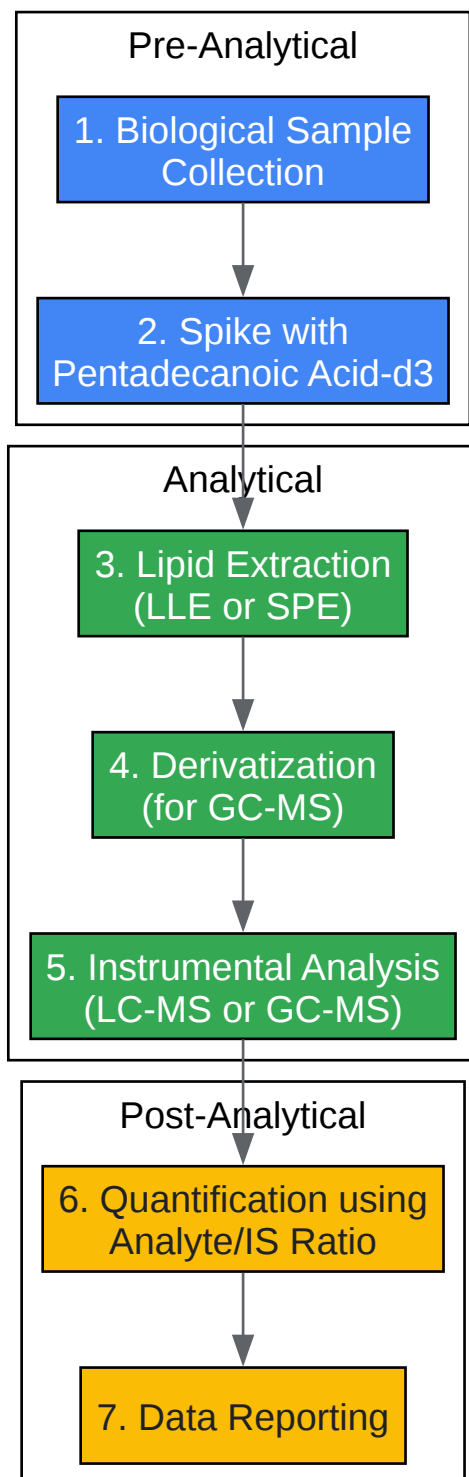 Pre-Analytical
1. Biological Sample
Collection
2. Spike with
Pentadecanoic Acid-d3
Analytical
3. Lipid Extraction
(LLE or SPE)
4. Derivatization
(for GC-MS)
5. Instrumental Analysis
(LC-MS or GC-MS)
Post-Analytical
6. Quantification using
Analyte/IS Ratio
7. Data Reporting